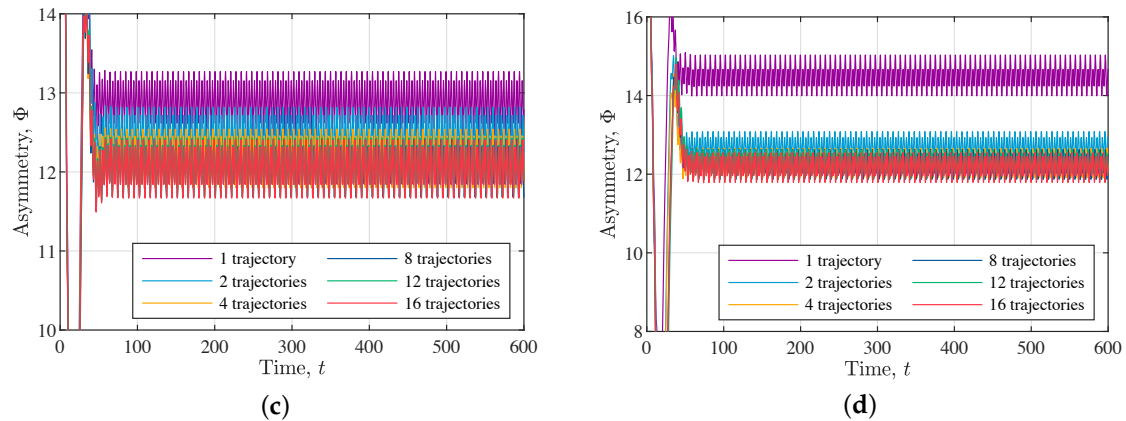 14
13
12
11
10
Asymmetry, Φ
1 trajectory
2 trajectories
4 trajectories
8 trajectories
12 trajectories
16 trajectories
0 100 200 300 400 500 600
Time, t
(c)
16
14
12
10
8
Asymmetry, Φ
1 trajectory
2 trajectories
4 trajectories
8 trajectories
12 trajectories
16 trajectories
0 100 200 300 400 500 600
Time, t
(d)